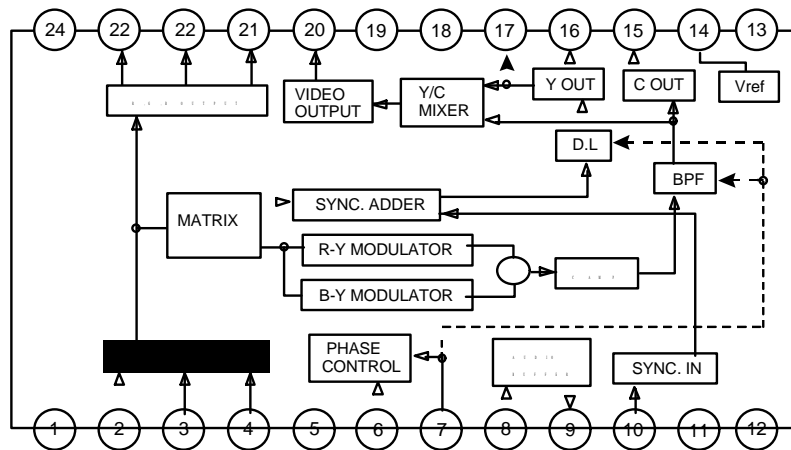 24 22 22 21 20 19 18 17 16 15 14 13
VIDEO
OUTPUT
Y/C
MIXER
Y OUT
C OUT
Vref
D.L
BPF
MATRIX
SYNC. ADDER
R-Y MODULATOR
B-Y MODULATOR
PHASE
CONTROL
SYNC. IN
1 2 3 4 5 6 7 8 9 10 11 12